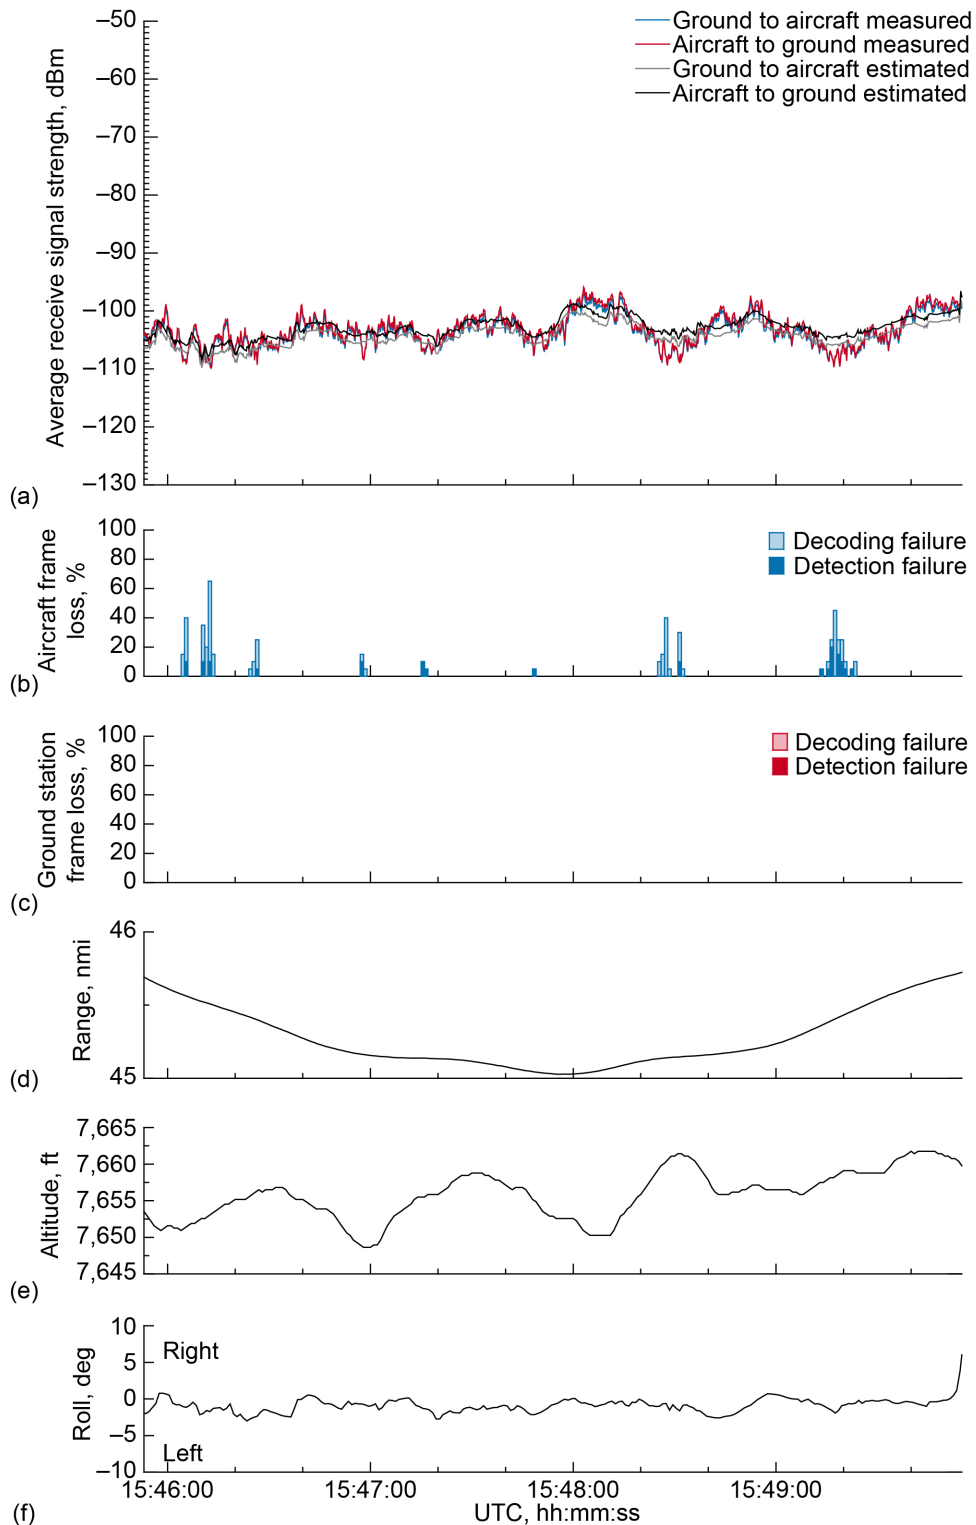 Average receive signal strength, dBm
–50
–60
–70
–80
–90
–100
–110
–120
–130
Ground to aircraft measured
Aircraft to ground measured
Ground to aircraft estimated
Aircraft to ground estimated
(a)
Aircraft frame
loss, %
100
80
60
40
20
0
Decoding failure
Detection failure
(b)
Ground station
frame loss, %
100
80
60
40
20
0
Decoding failure
Detection failure
(c)
Range, nmi
46
45
(d)
Altitude, ft
7,665
7,660
7,655
7,650
7,645
(e)
Roll, deg
10
5
0
–5
–10
Right
Left
15:46:00
15:47:00
15:48:00
15:49:00
UTC, hh:mm:ss
(f)